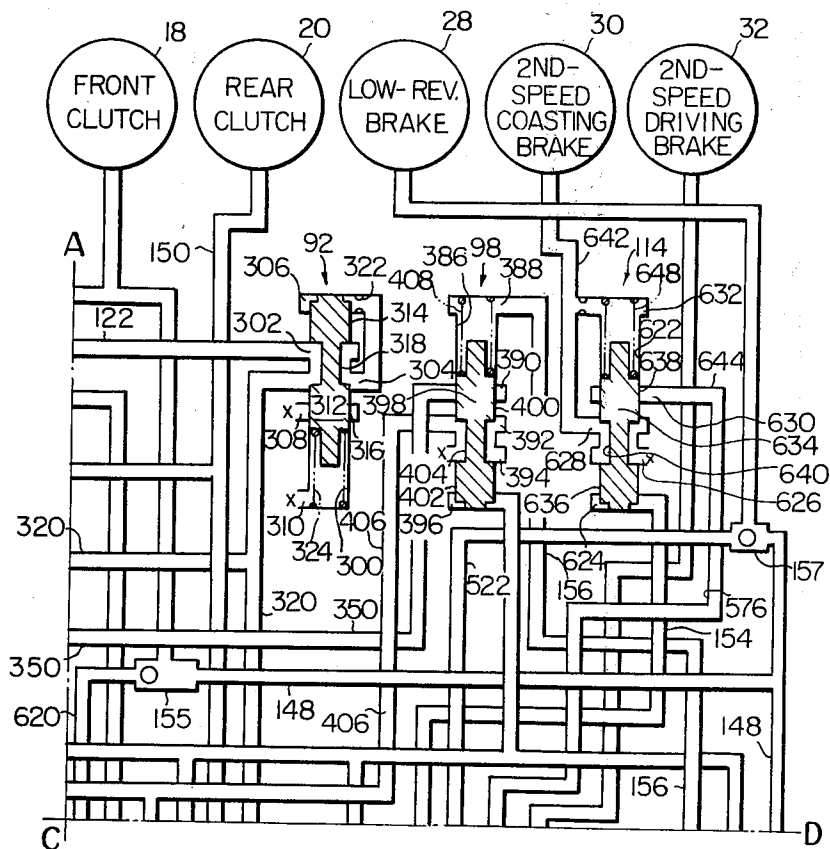 18
20
28
30
32
FRONT
CLUTCH
REAR
CLUTCH
LOW-REV.
BRAKE
2ND-
SPEED
COASTING
BRAKE
2ND-
SPEED
DRIVING
BRAKE
A
150
92
322
386
98
388
642
114
648
306
408
632
122
314
622
302
318
304
390
638
644
312
398
400
630
X
308
316
392
634
X
404
394
628
X
640
X
310
402
636
626
324
396
406
300
624
320
522
156
157
320
350
576
154
350
620
155
148
406
148
156
C
D